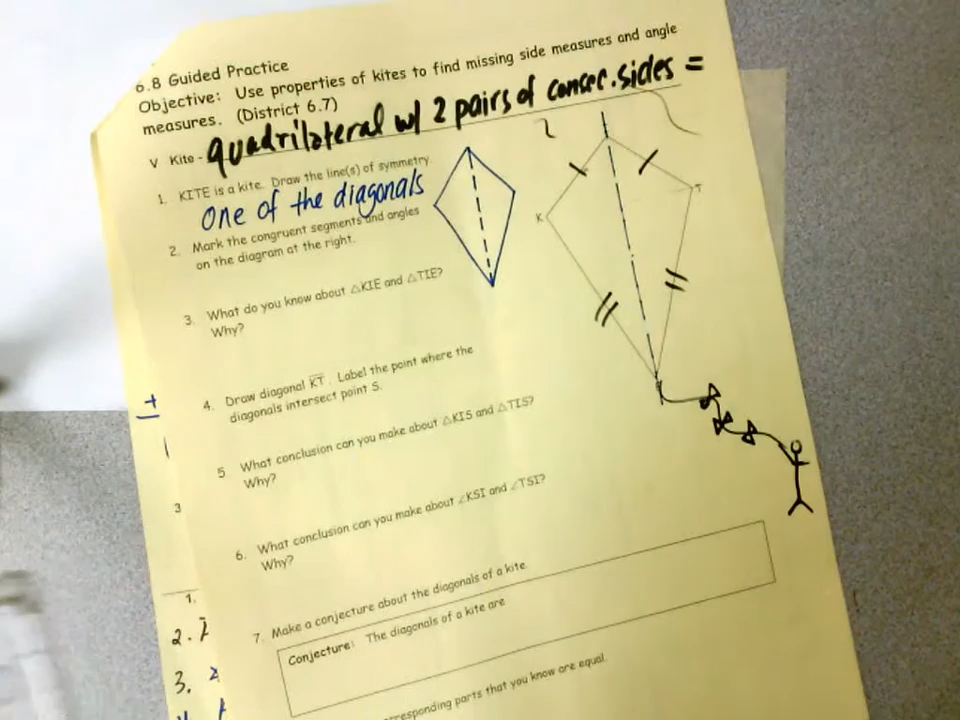 6.8 Guided Practice
Objective: Use properties of kites to find missing side measures and angle
measures. (District 6.7)
V Kite - quadrilateral w/ 2 pairs of consec. sides =
1. KITE is a kite. Draw the line(s) of symmetry.
One of the diagonals
2. Mark the congruent segments and angles
on the diagram at the right.
K
T
3. What do you know about △KIE and △TIE?
Why?
4. Draw diagonal KT. Label the point where the
diagonals intersect point S.
5 What conclusion can you make about △KIS and △TIS?
Why?
6. What conclusion can you make about ∠KSI and ∠TSI?
Why?
7. Make a conjecture about the diagonals of a kite.
Conjecture: The diagonals of a kite are
corresponding parts that you know are equal.
3
1.
2.
3.